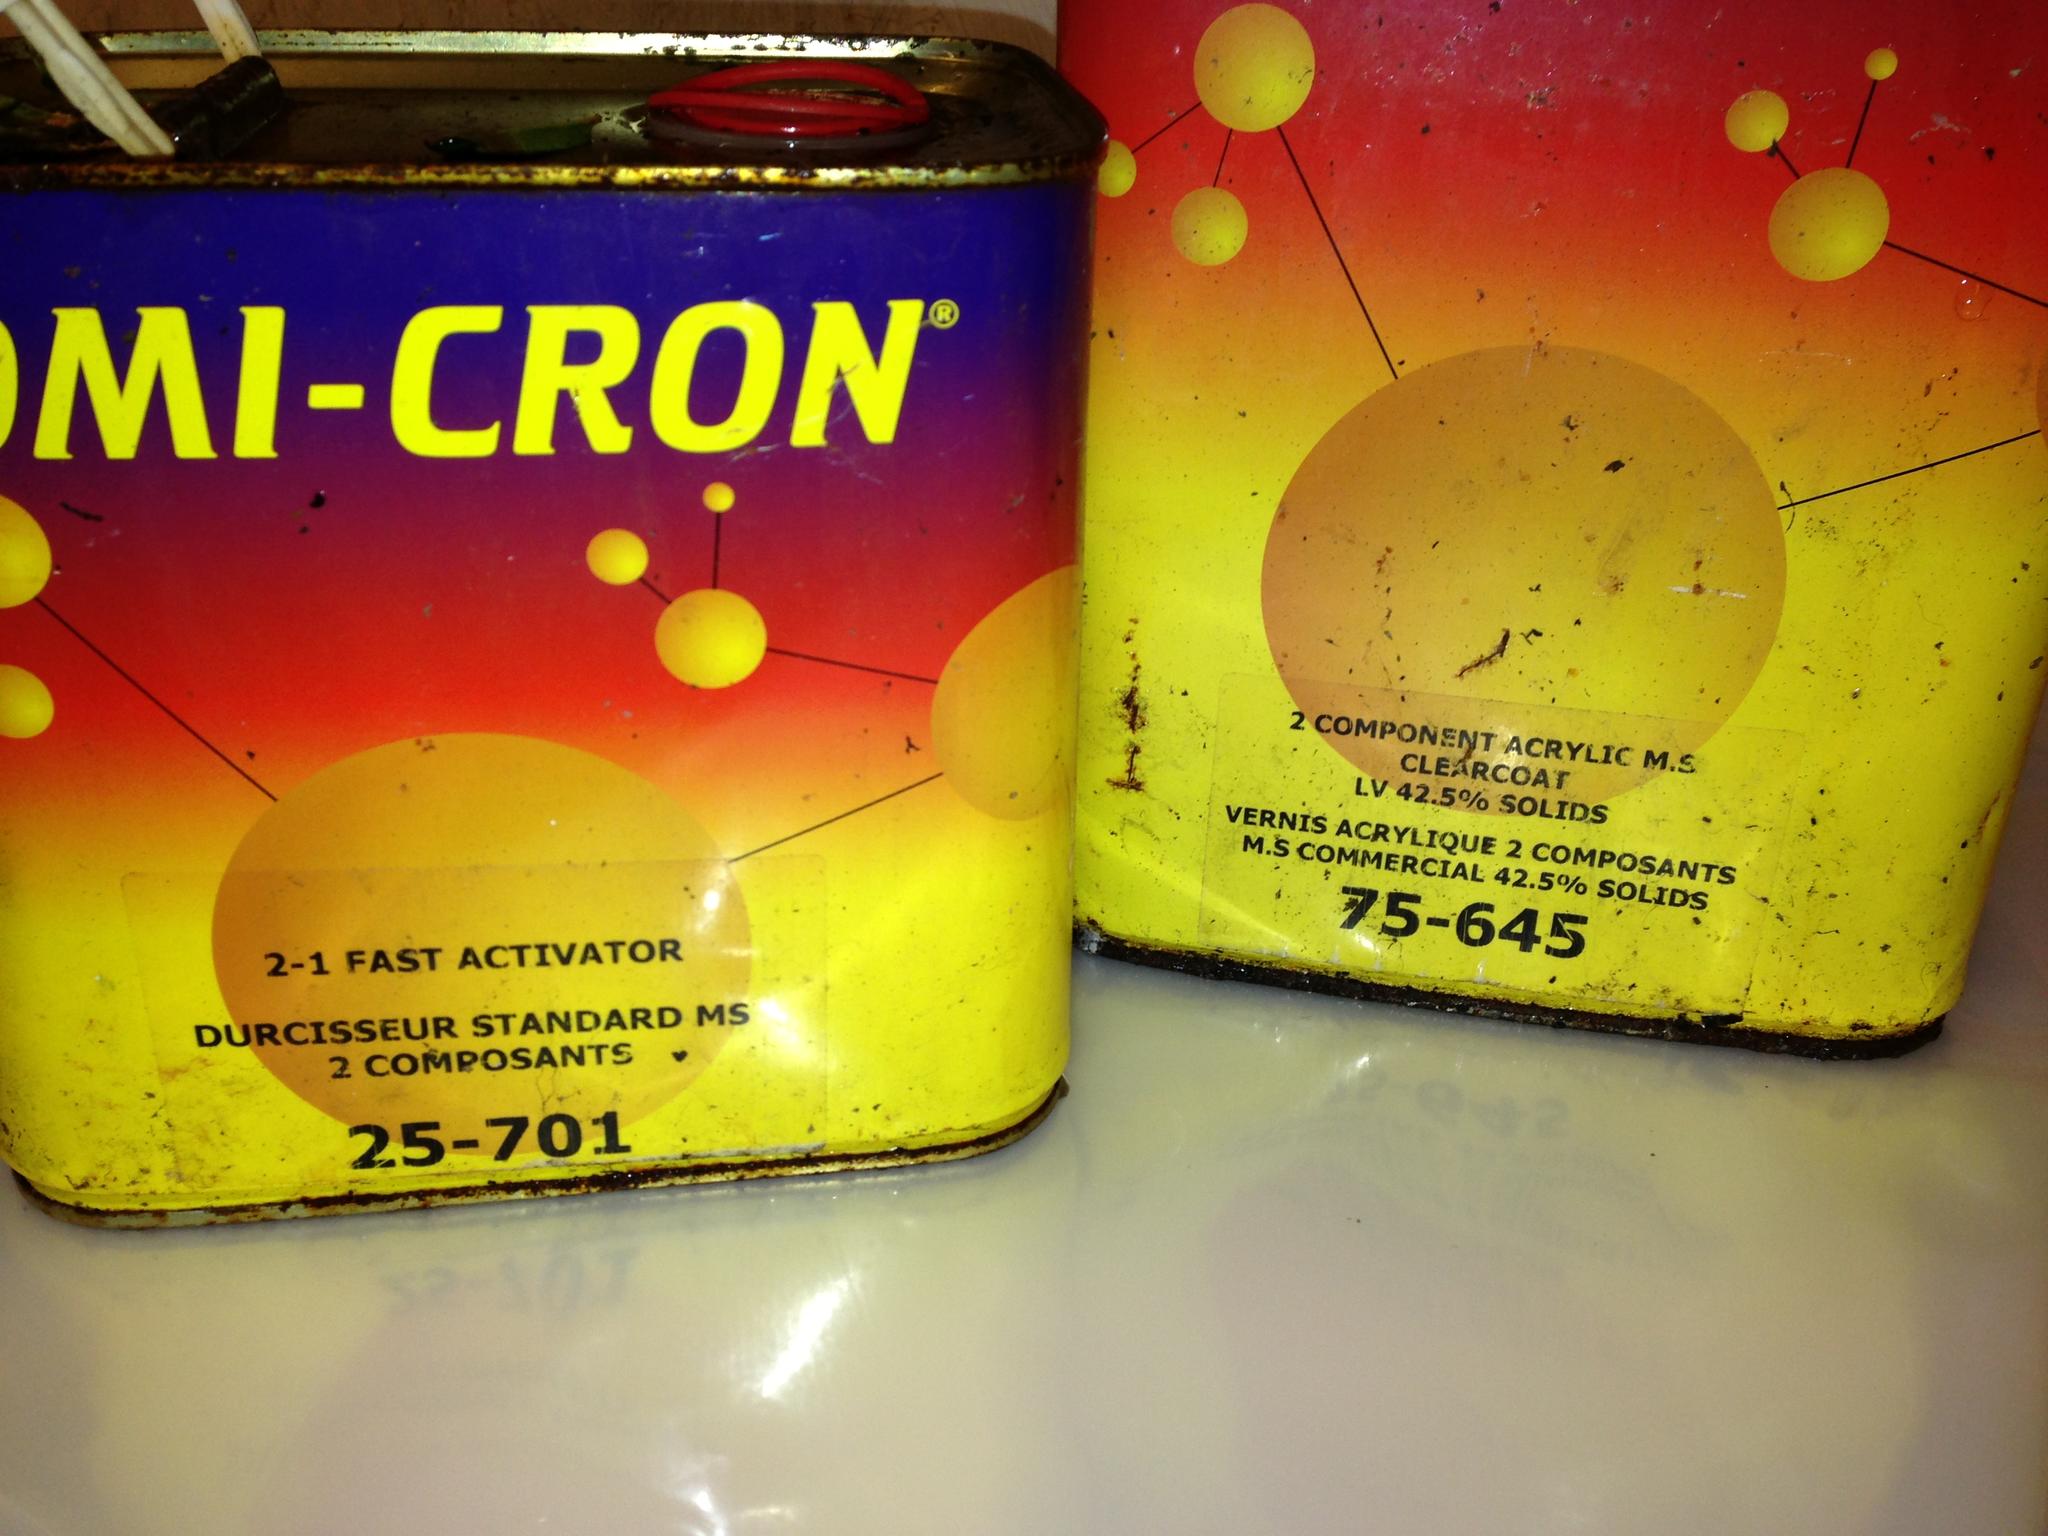 OMI-CRON®
2-1 FAST ACTIVATOR
DURCISSEUR STANDARD MS
2 COMPOSANTS
25-701
2 COMPONENT ACRYLIC M.S
CLEARCOAT
LV 42.5% SOLIDS
VERNIS ACRYLIQUE 2 COMPOSANTS
M.S COMMERCIAL 42.5% SOLIDS
75-645